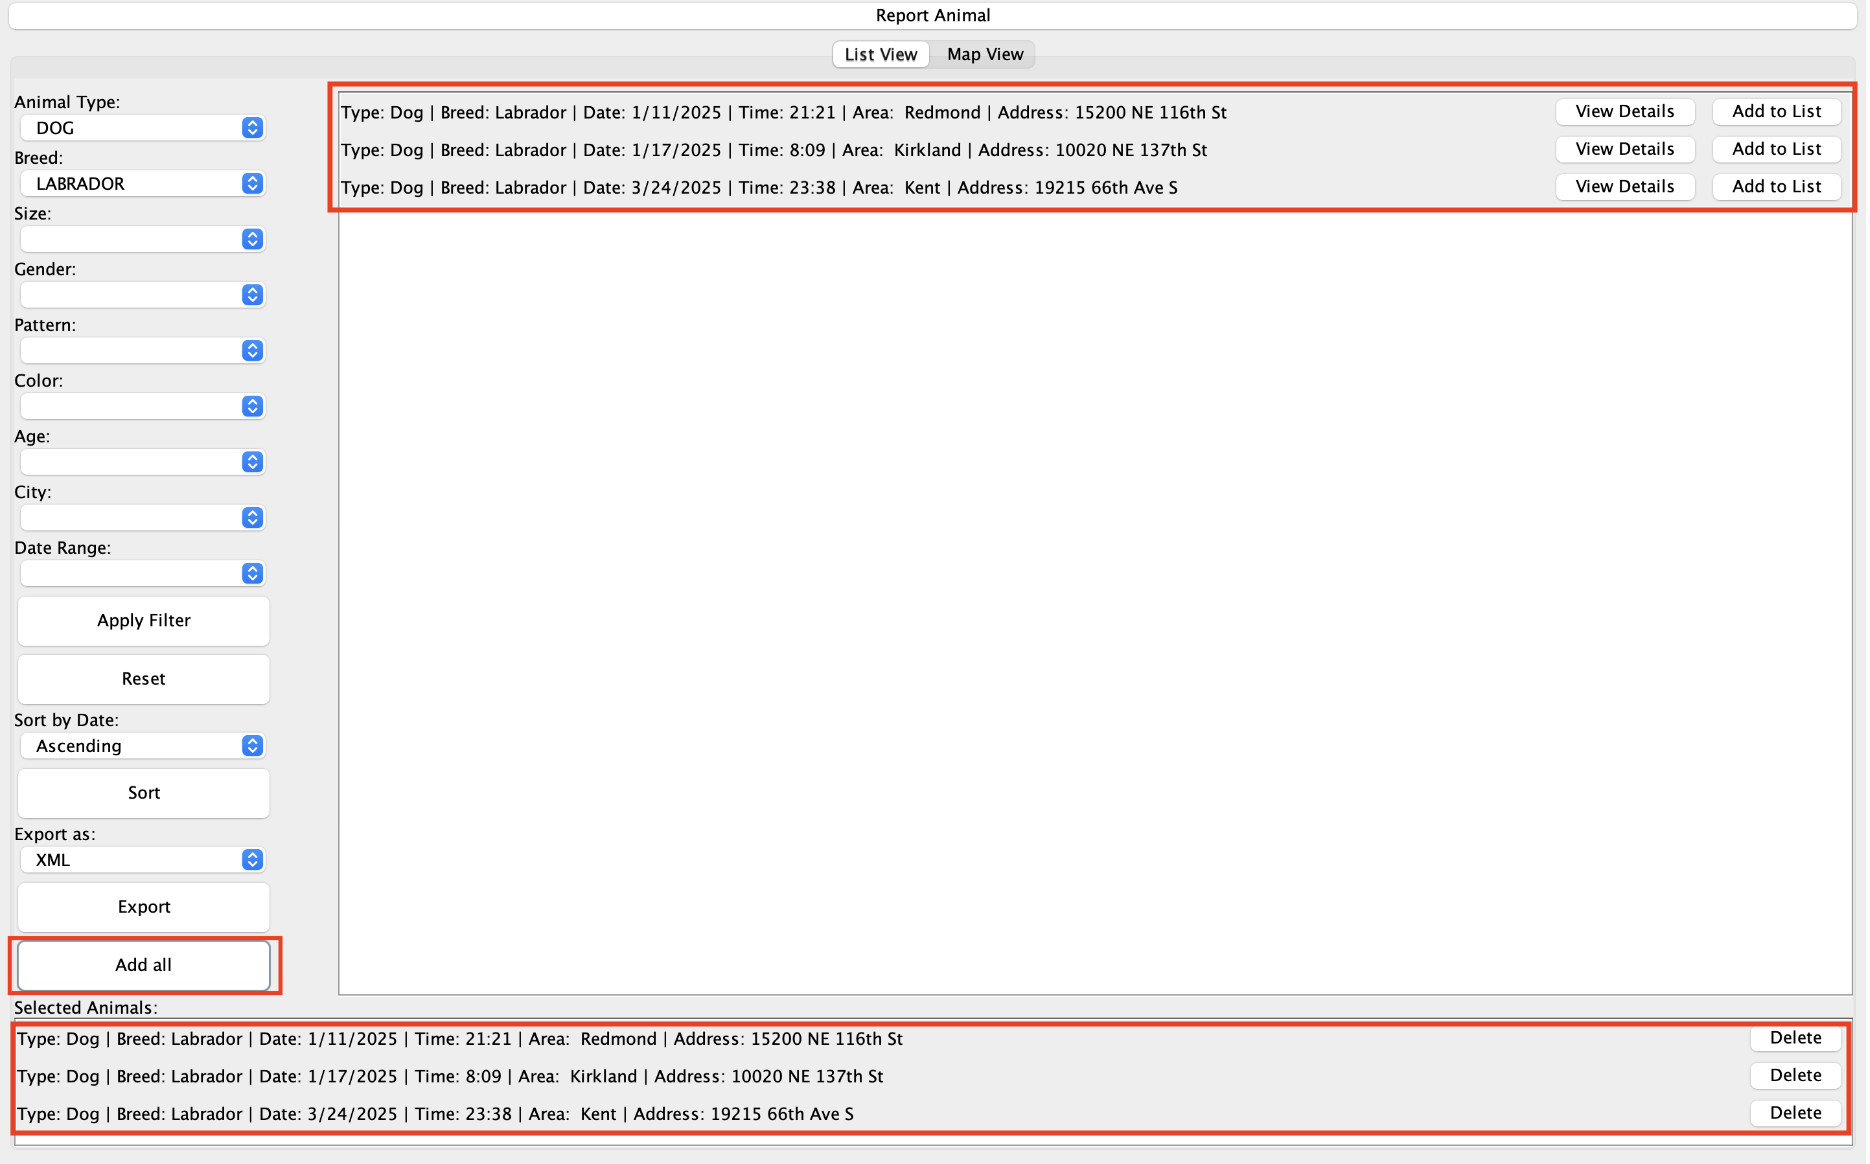 Report Animal
List View Map View
Animal Type:
DOG
Breed:
LABRADOR
Size:
Gender:
Pattern:
Color:
Age:
City:
Date Range:
Apply Filter
Reset
Sort by Date:
Ascending
Sort
Export as:
XML
Export
Add all
Type: Dog | Breed: Labrador | Date: 1/11/2025 | Time: 21:21 | Area:  Redmond | Address: 15200 NE 116th St View Details Add to List
Type: Dog | Breed: Labrador | Date: 1/17/2025 | Time: 8:09 | Area:  Kirkland | Address: 10020 NE 137th St View Details Add to List
Type: Dog | Breed: Labrador | Date: 3/24/2025 | Time: 23:38 | Area:  Kent | Address: 19215 66th Ave S View Details Add to List
Selected Animals:
Type: Dog | Breed: Labrador | Date: 1/11/2025 | Time: 21:21 | Area:  Redmond | Address: 15200 NE 116th St Delete
Type: Dog | Breed: Labrador | Date: 1/17/2025 | Time: 8:09 | Area:  Kirkland | Address: 10020 NE 137th St Delete
Type: Dog | Breed: Labrador | Date: 3/24/2025 | Time: 23:38 | Area:  Kent | Address: 19215 66th Ave S Delete